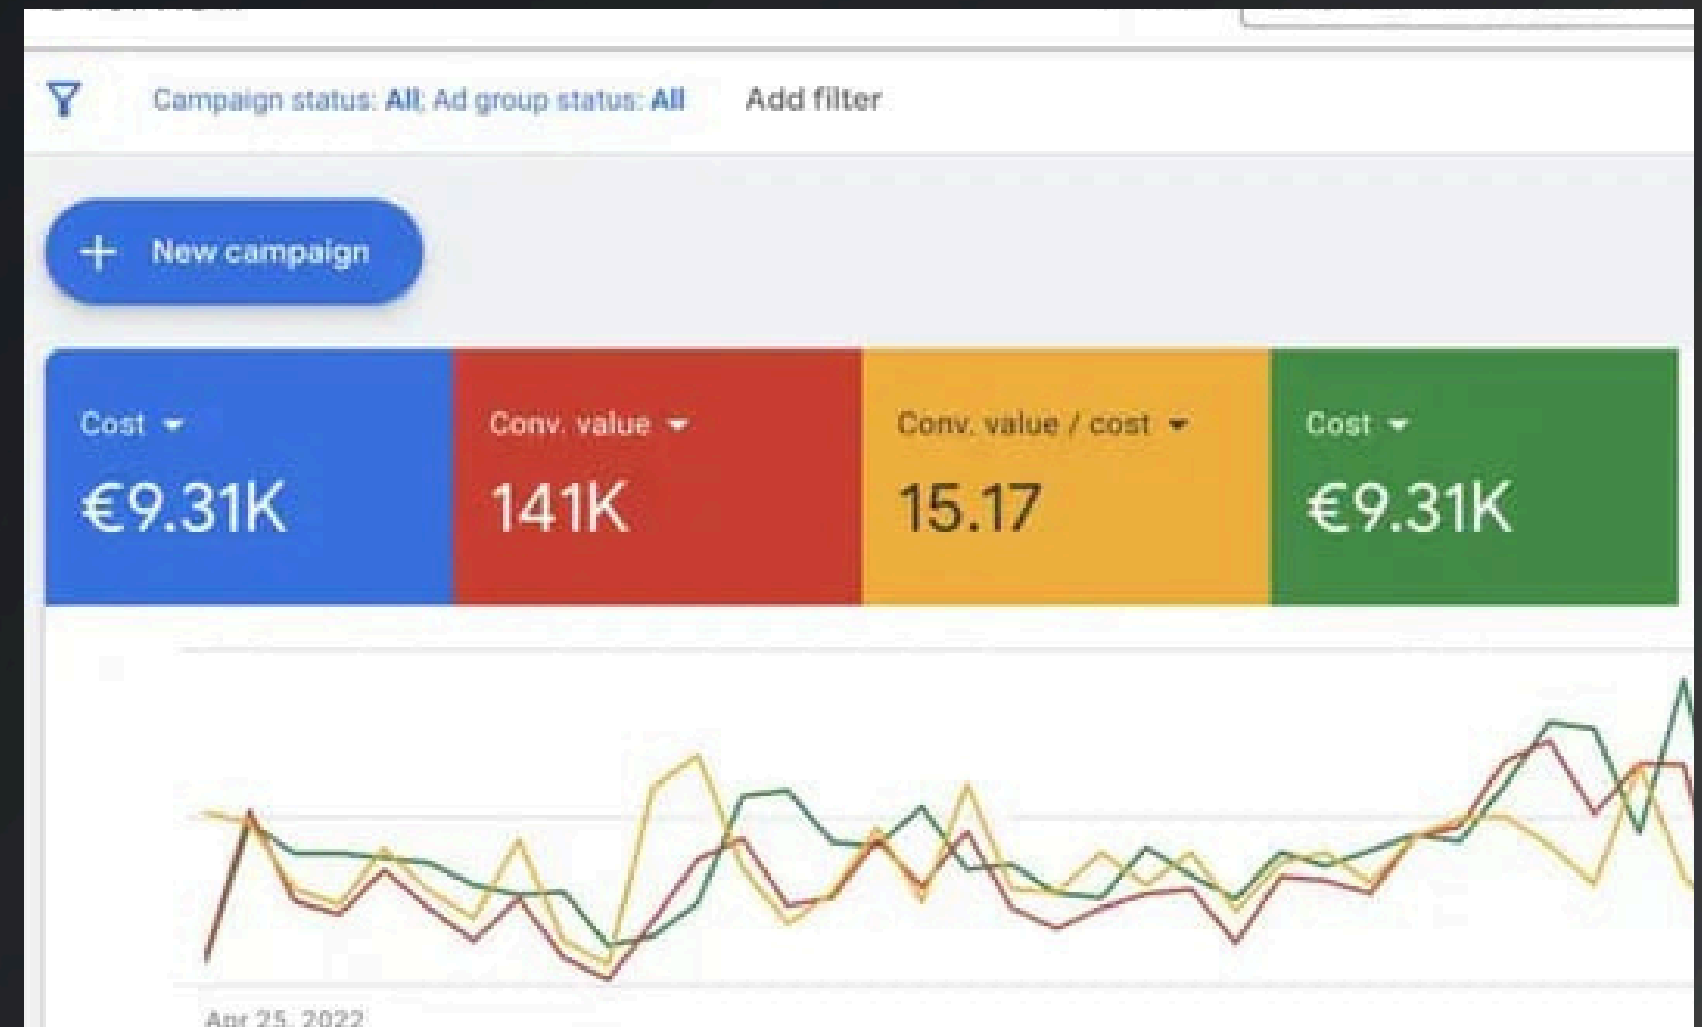 Campaign status: All; Ad group status: All Add filter
New campaign
Cost Conv. value Conv. value / cost Cost
€9.31K 141K 15.17 €9.31K
Apr 25, 2022